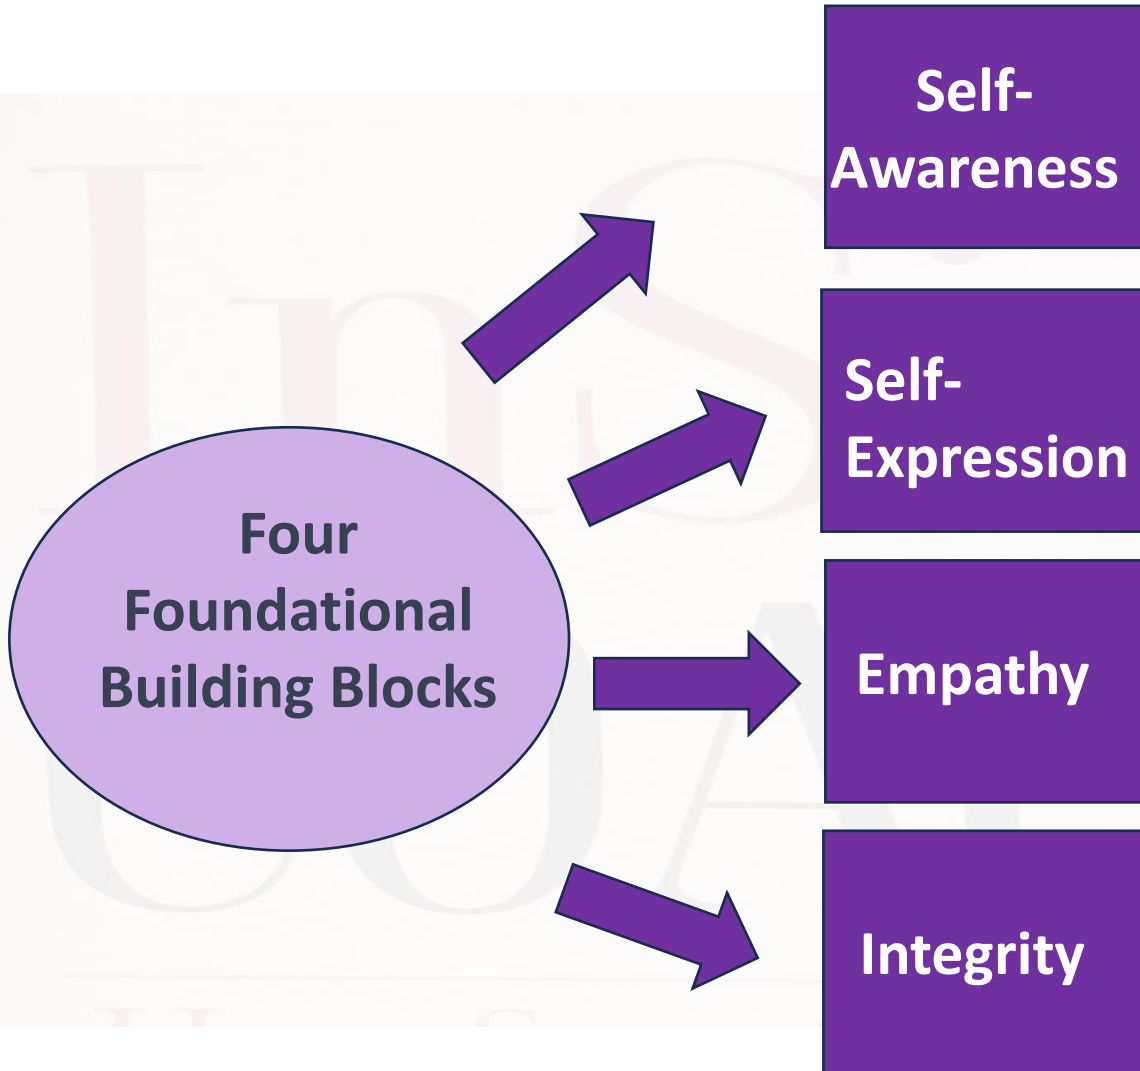 Self-
Awareness
Self-
Expression
Four
Foundational
Building Blocks
Empathy
Integrity